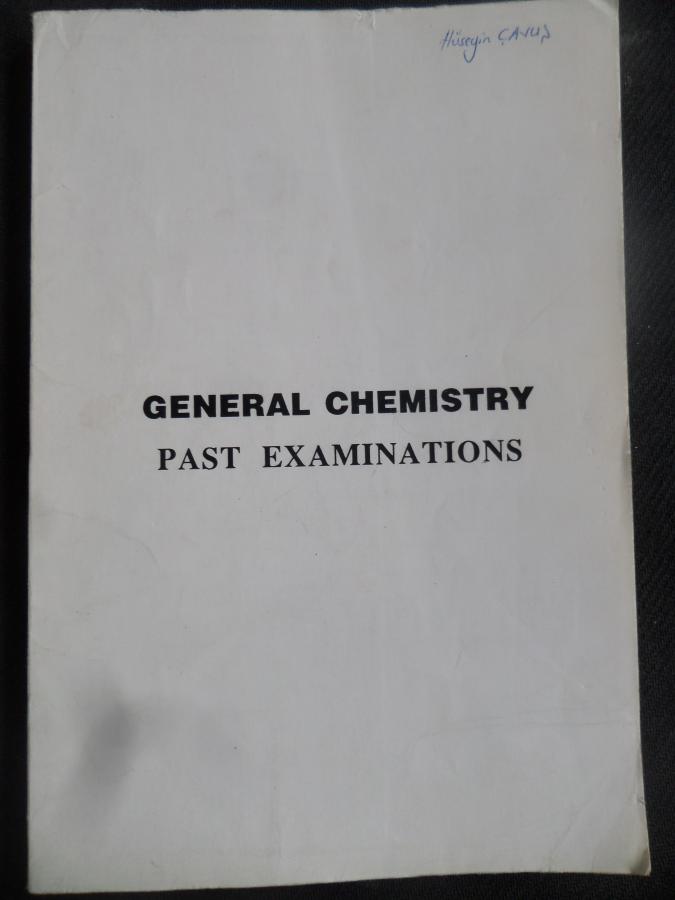 Hüseyin ÇAVUŞ
GENERAL CHEMISTRY
PAST EXAMINATIONS